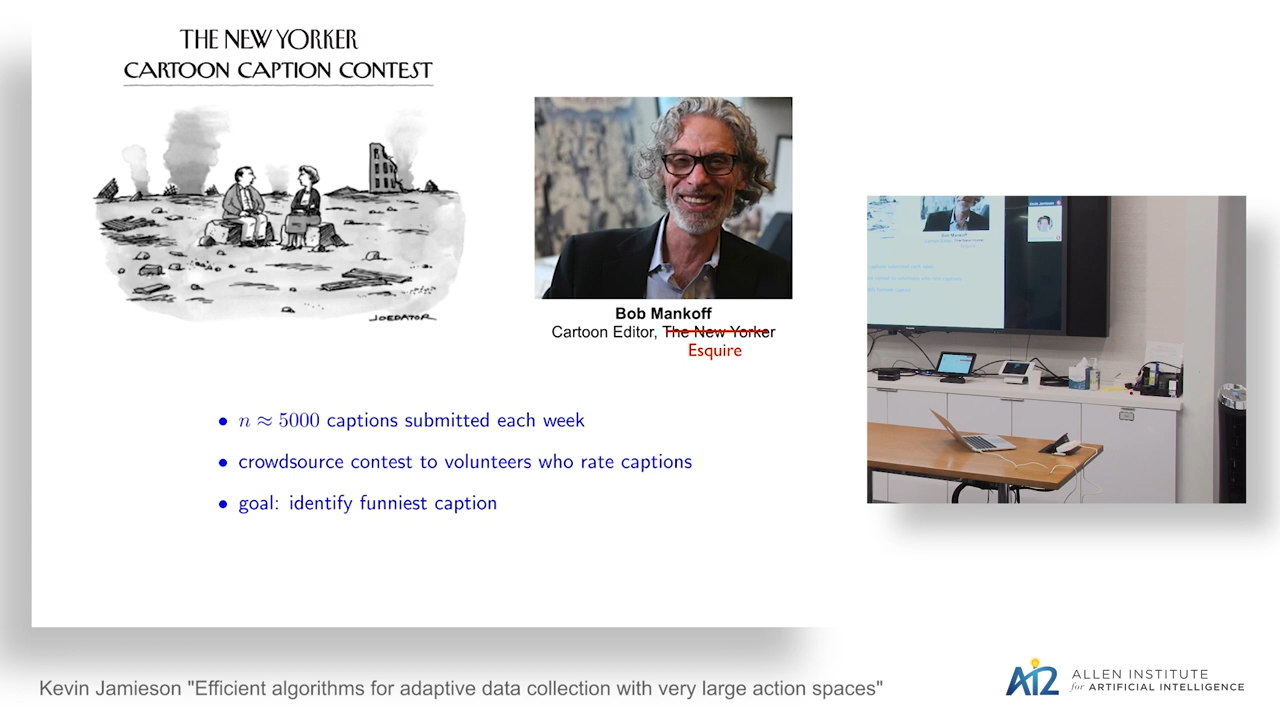 THE NEW YORKER
CARTOON CAPTION CONTEST
JOEDATOR
Bob Mankoff
Cartoon Editor, The New Yorker
Esquire
• n ≈ 5000 captions submitted each week
• crowdsource contest to volunteers who rate captions
• goal: identify funniest caption
Kevin Jamieson "Efficient algorithms for adaptive data collection with very large action spaces"
AI2 ALLEN INSTITUTE
for ARTIFICIAL INTELLIGENCE